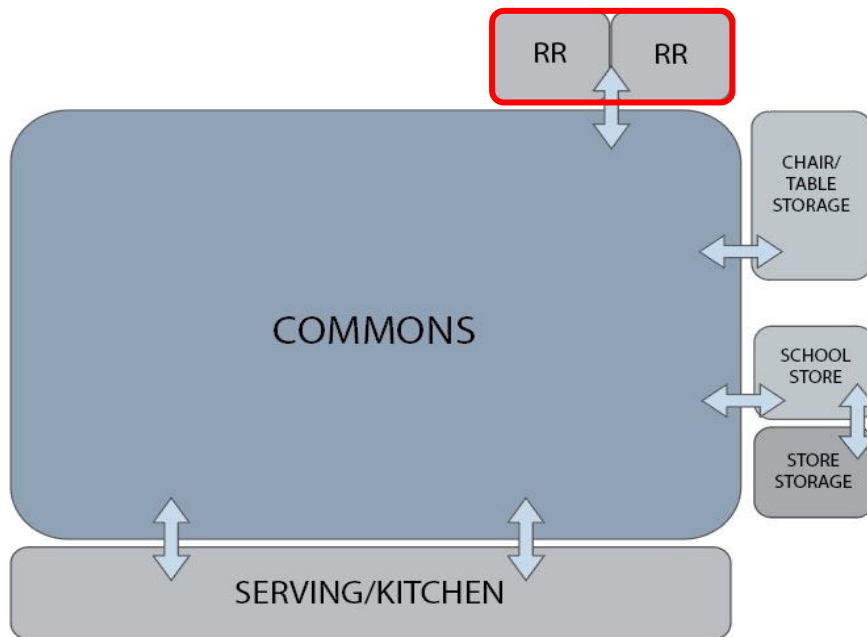 RR
RR
CHAIR/
TABLE
STORAGE
COMMONS
SCHOOL
STORE
STORE
STORAGE
SERVING/KITCHEN